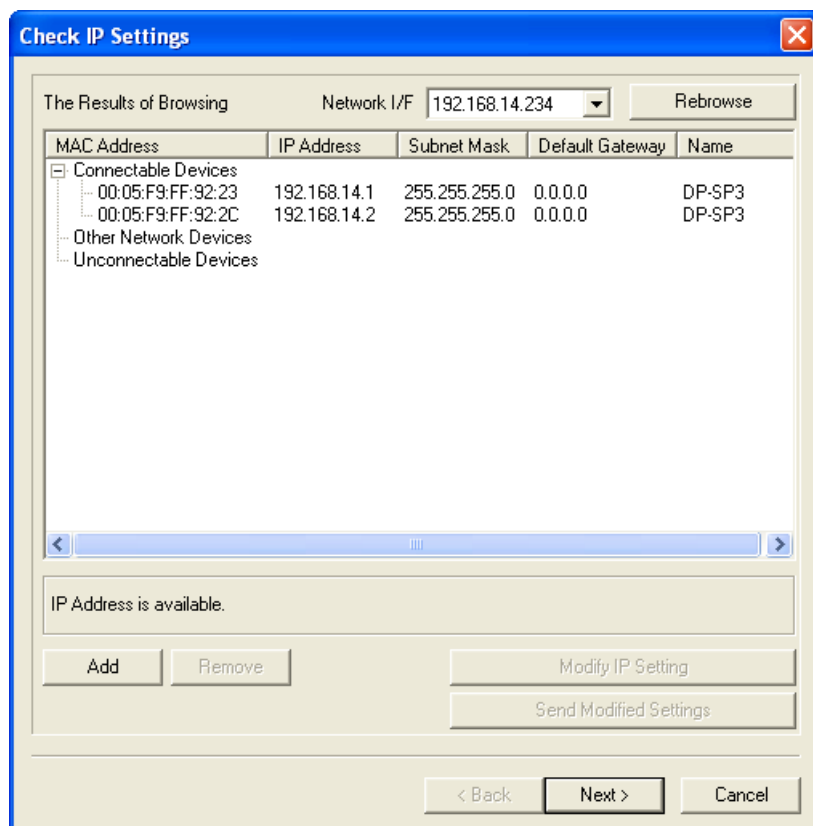 Check IP Settings
The Results of Browsing Network I/F 192.168.14.234 Rebrowse
MAC Address IP Address Subnet Mask Default Gateway Name
Connectable Devices
00:05:F9:FF:92:23 192.168.14.1 255.255.255.0 0.0.0.0 DP-SP3
00:05:F9:FF:92:2C 192.168.14.2 255.255.255.0 0.0.0.0 DP-SP3
Other Network Devices
Unconnectable Devices
IP Address is available.
Add Remove Modify IP Setting
Send Modified Settings
< Back Next > Cancel